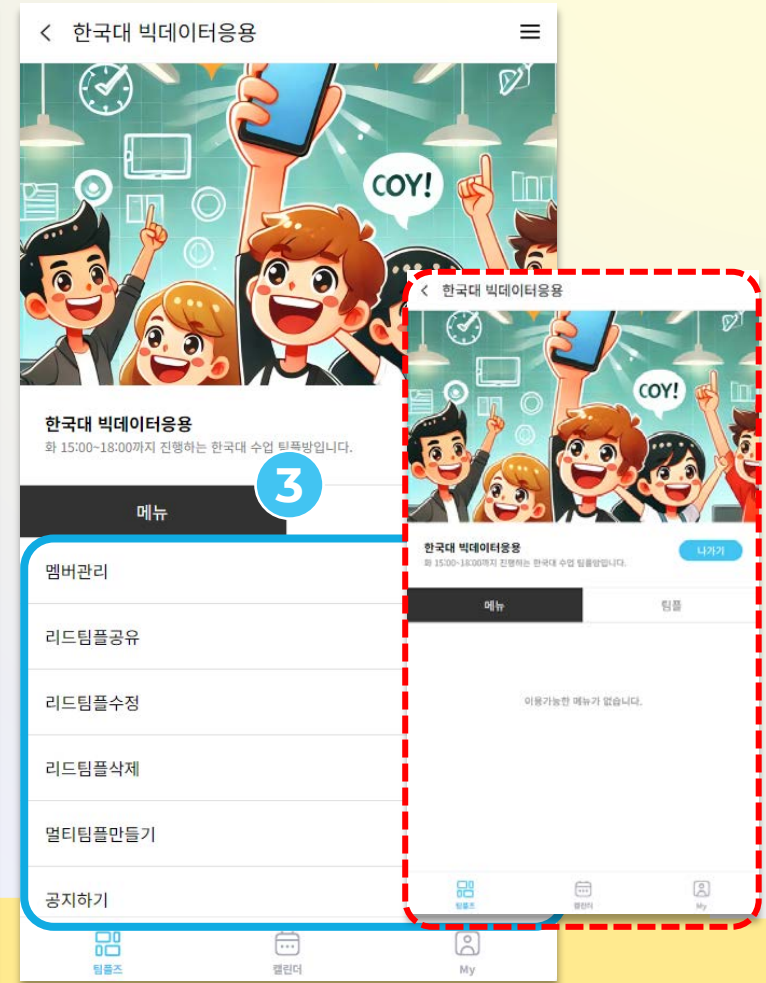 한국대 빅데이터응용
COY!
한국대 빅데이터응용
화 15:00~18:00까지 진행하는 한국대 수업 팀플방입니다.
3
메뉴
멤버관리
리드팀플공유
리드팀플수정
리드팀플삭제
멀티팀플만들기
공지하기
팀플즈
캘린더
My
한국대 빅데이터응용
COY!
한국대 빅데이터응용
나가기
화 15:00~18:00까지 진행하는 한국대 수업 팀플방입니다.
메뉴
팀플
이용가능한 메뉴가 없습니다.
팀플즈
캘린더
My